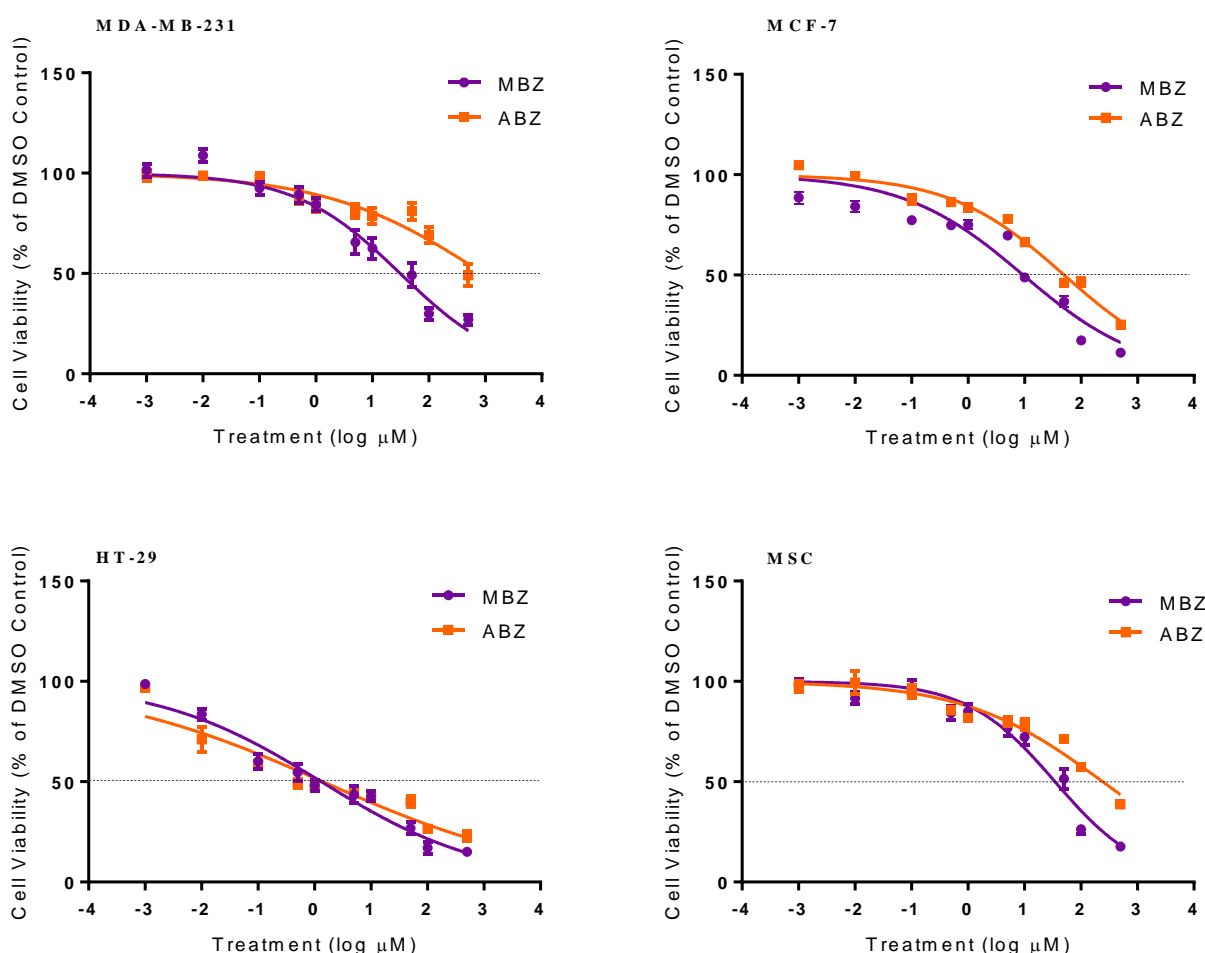 MDA-MB-231
Cell Viability (% of DMSO Control)
150
100
50
0
MBZ
ABZ
-4 -3 -2 -1 0 1 2 3 4
Treatment (log μM)
MCF-7
Cell Viability (% of DMSO Control)
150
100
50
0
MBZ
ABZ
-4 -3 -2 -1 0 1 2 3 4
Treatment (log μM)
HT-29
Cell Viability (% of DMSO Control)
150
100
50
0
MBZ
ABZ
-4 -3 -2 -1 0 1 2 3 4
Treatment (log μM)
MSC
Cell Viability (% of DMSO Control)
150
100
50
0
MBZ
ABZ
-4 -3 -2 -1 0 1 2 3 4
Treatment (log μM)